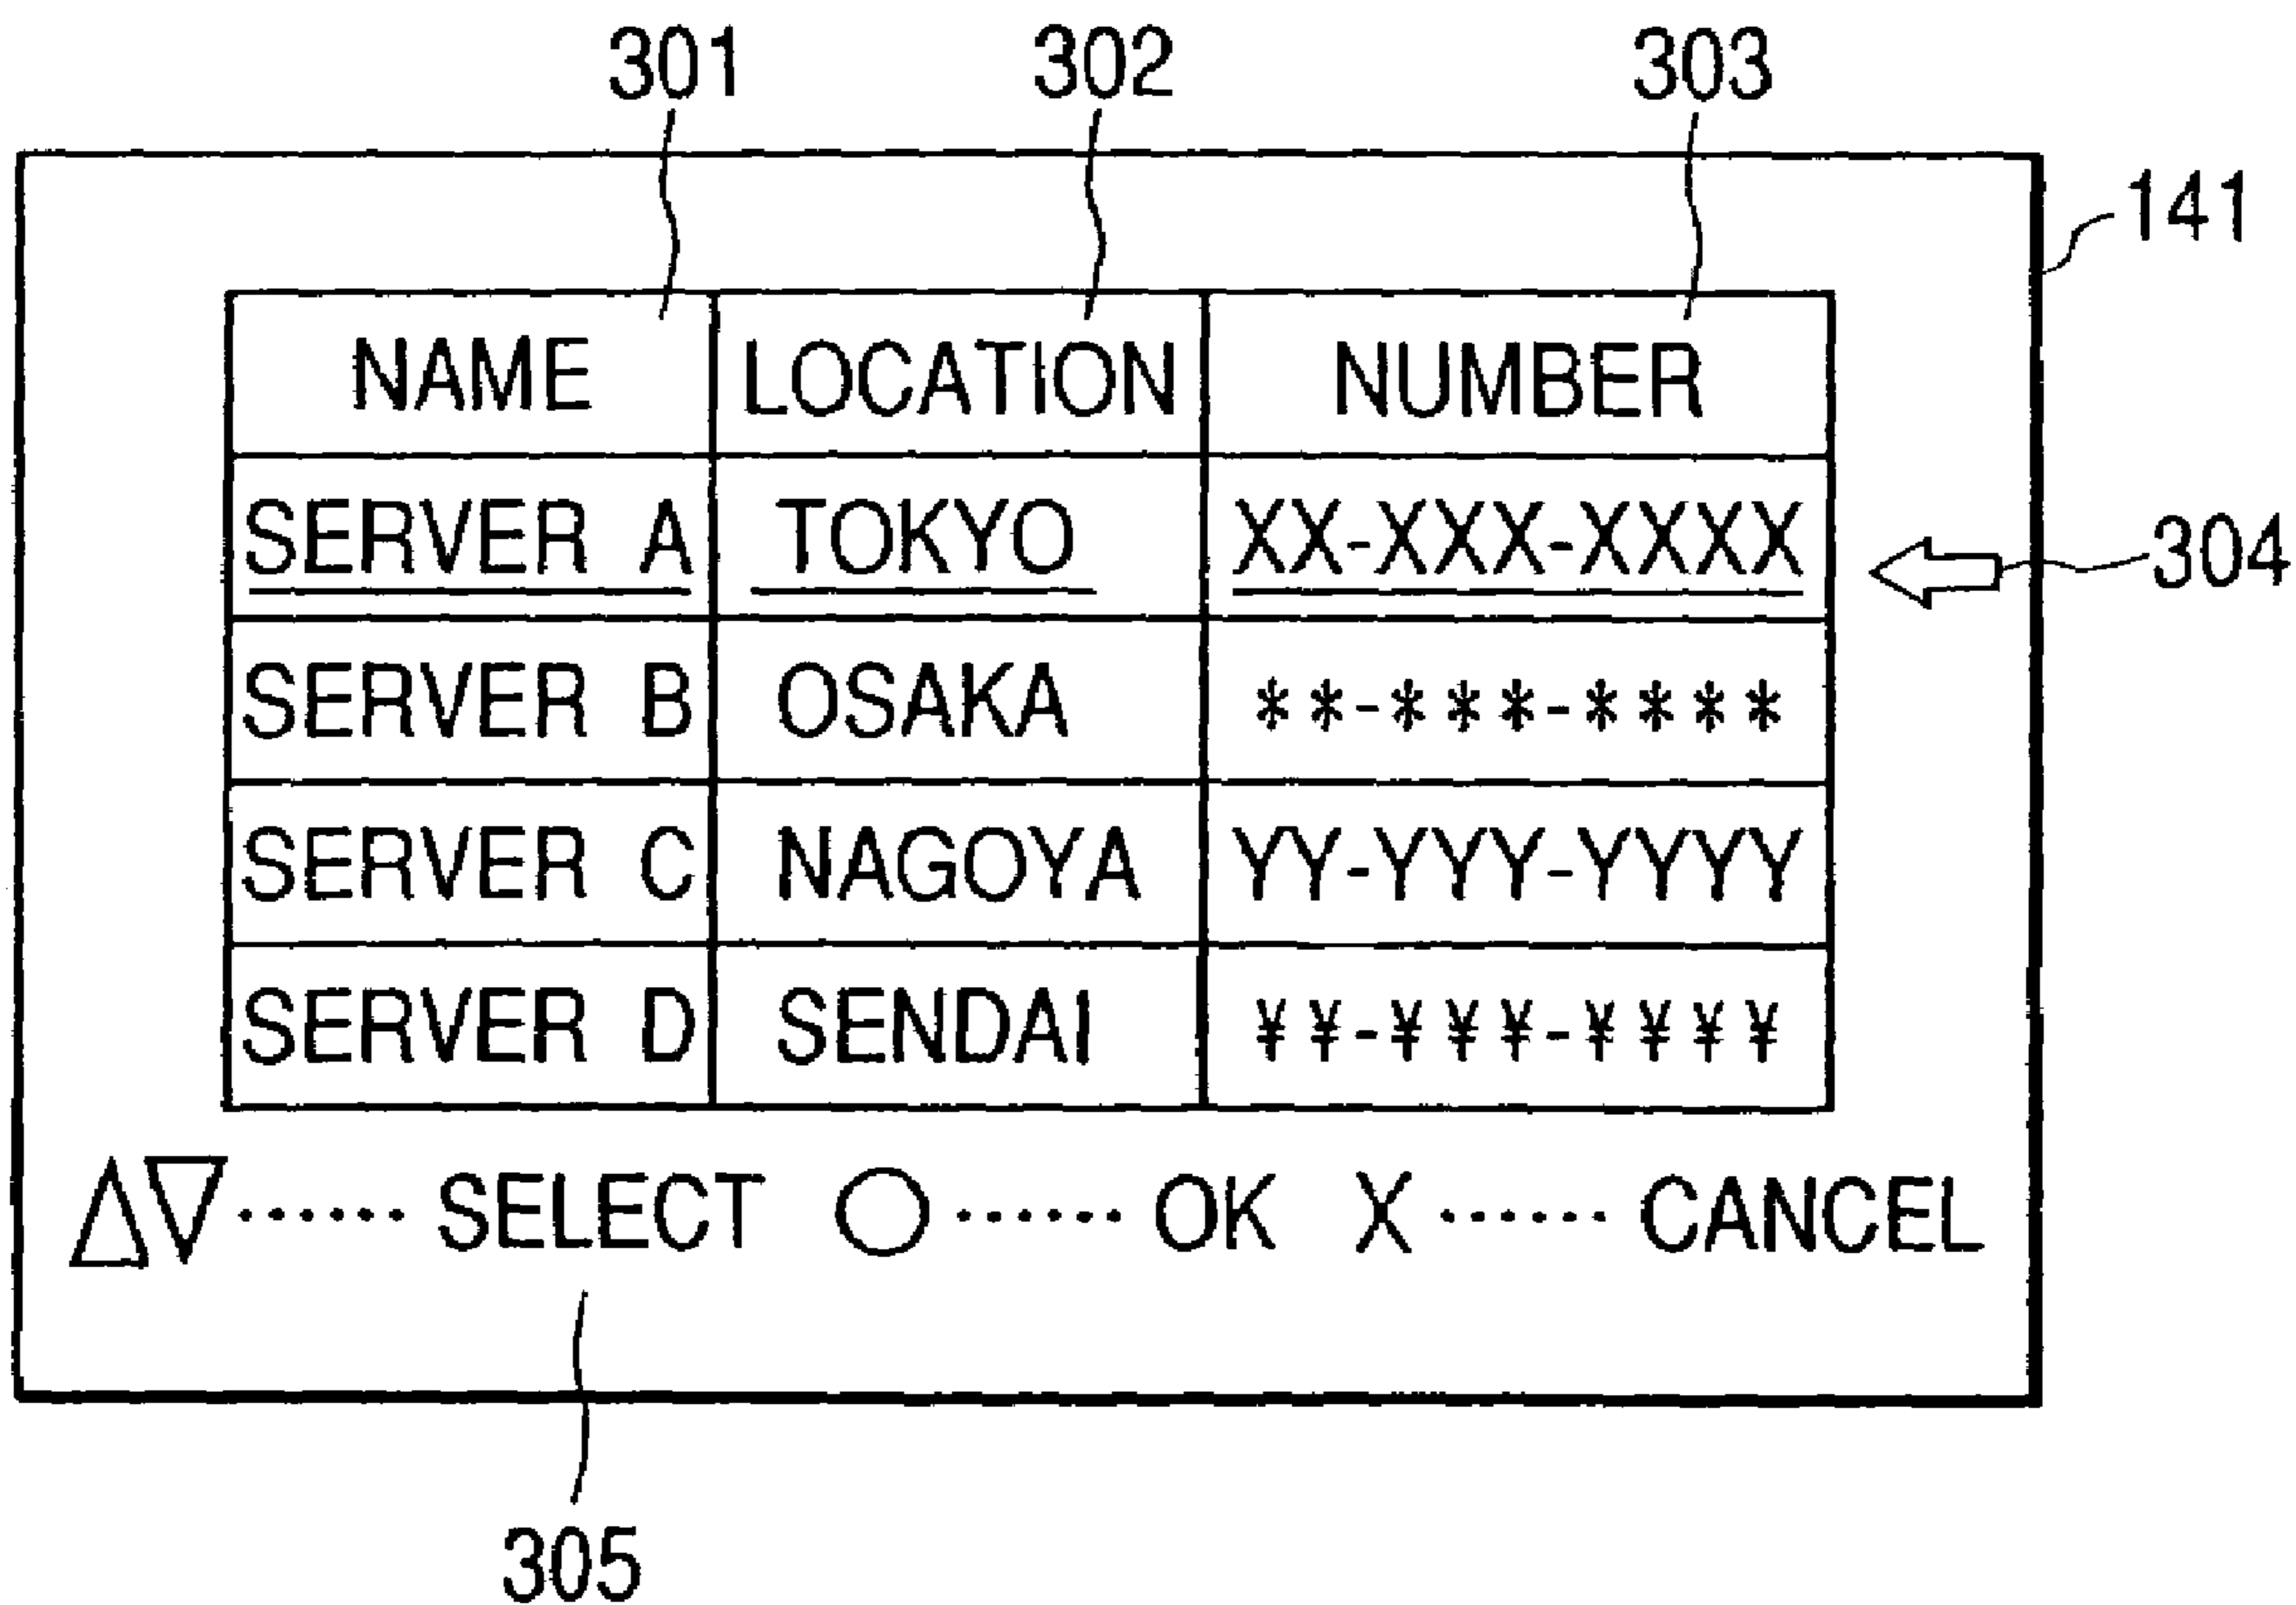 301 302 303
141
NAME LOCATION NUMBER
SERVER A TOKYO XX-XXX-XXXX
304
SERVER B OSAKA **-***-****
SERVER C NAGOYA YY-YYY-YYYY
SERVER D SENDAI ¥¥-¥¥¥-¥¥¥¥
△▽······ SELECT ○······ OK X······ CANCEL
305